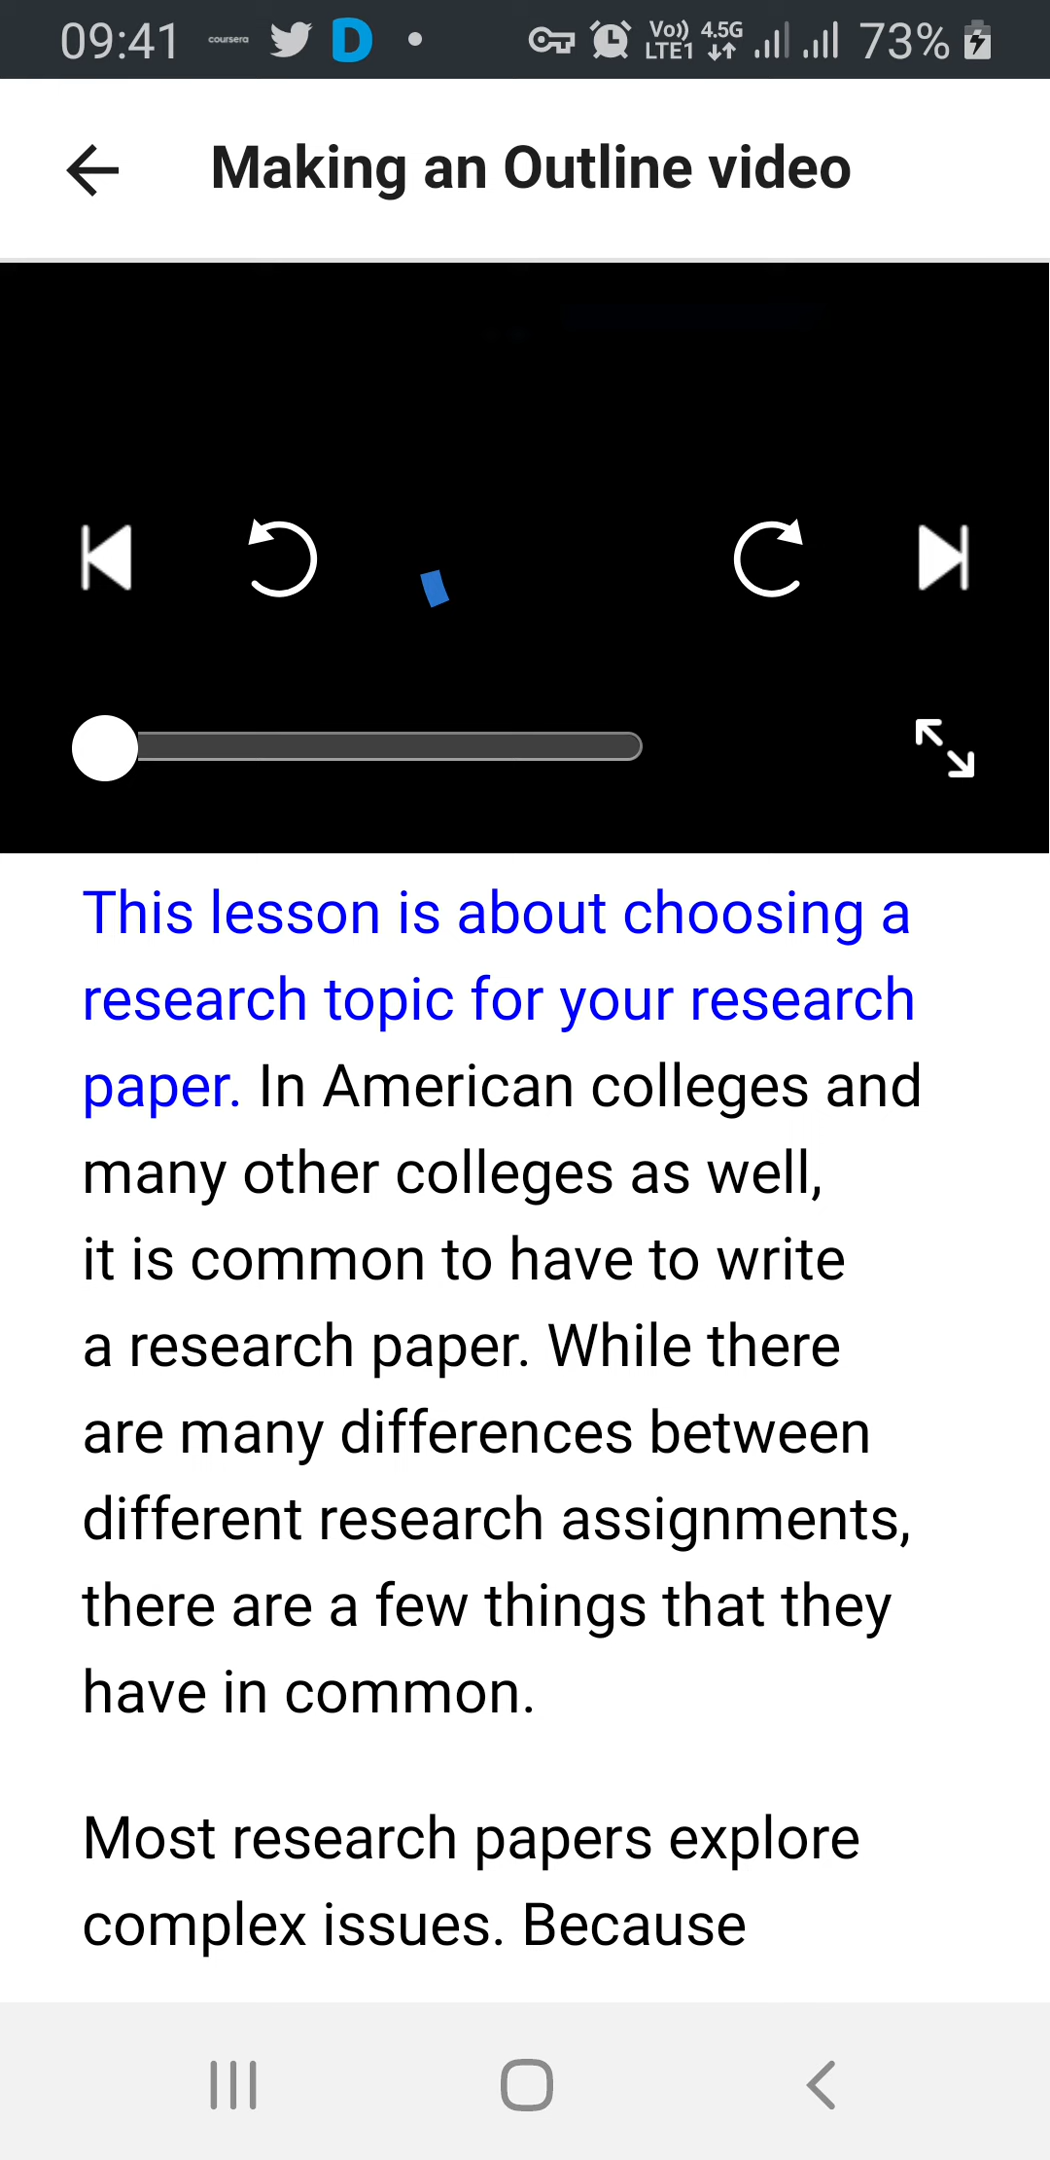 09:41 coursera D Vo)) LTE1 4.5G 73%
Making an Outline video
This lesson is about choosing a
research topic for your research
paper. In American colleges and
many other colleges as well,
it is common to have to write
a research paper. While there
are many differences between
different research assignments,
there are a few things that they
have in common.
Most research papers explore
complex issues. Because